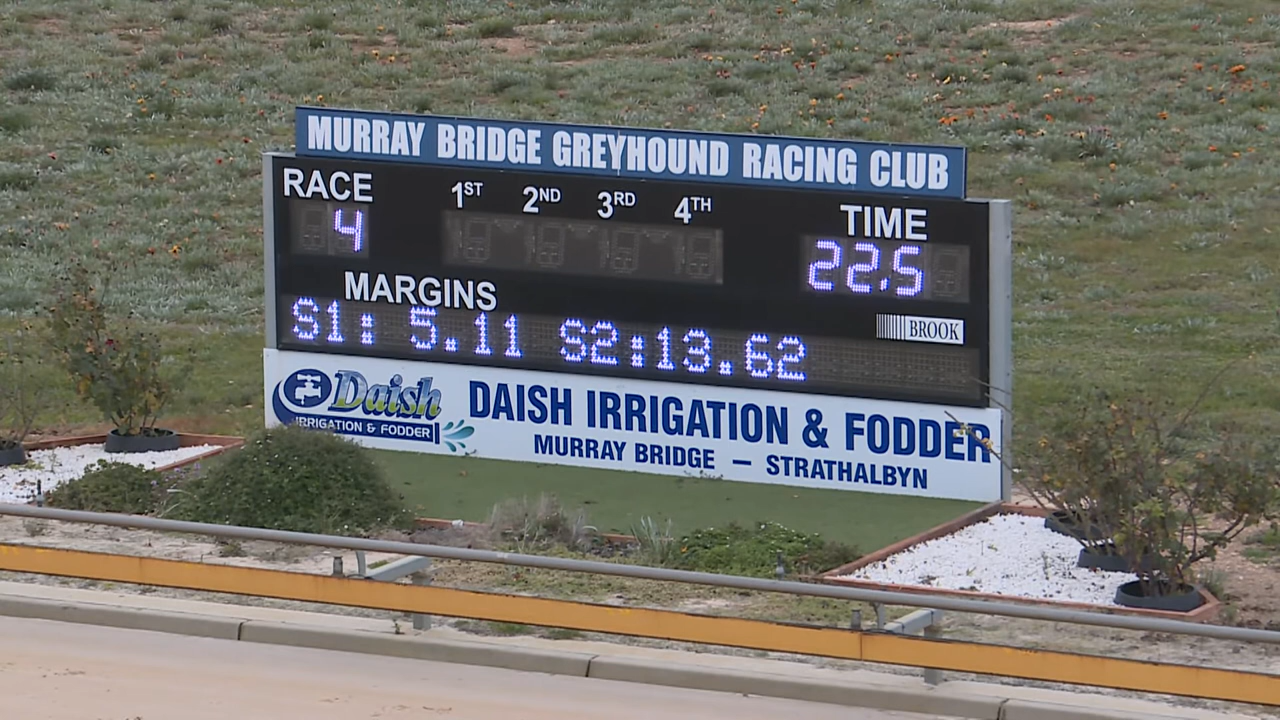 MURRAY BRIDGE GREYHOUND RACING CLUB
RACE 1ST 2ND 3RD 4TH TIME
4 22.5
MARGINS
S1: 5.11 S2:13.62
BROOK
Daish
IRRIGATION & FODDER
DAISH IRRIGATION & FODDER
MURRAY BRIDGE — STRATHALBYN